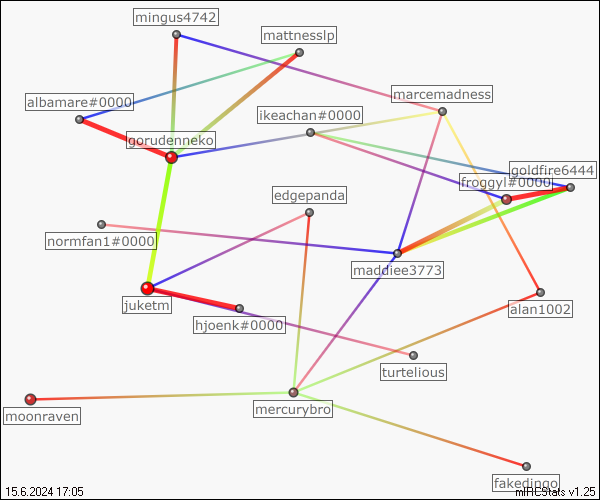 mingus4742
mattnesslp
marcemadness
albamare#0000
ikeachan#0000
gorudenneko
goldfire6444
froggyl#0000
edgepanda
normfan1#0000
maddiee3773
juketm
alan1002
hjoenk#0000
turtelious
mercurybro
moonraven
fakedingo
15.6.2024 17:05
mIRCStats v1.25